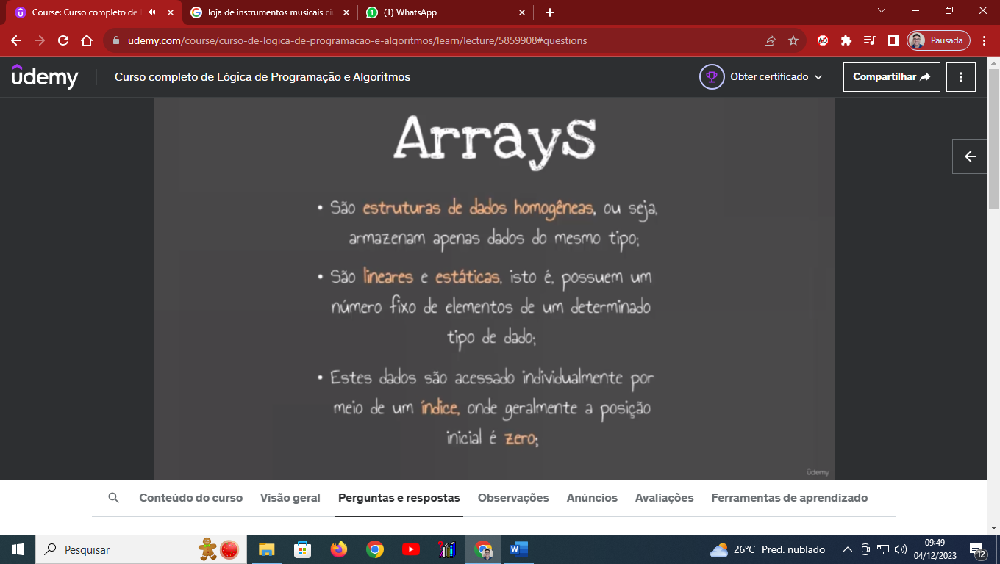 Course: Curso completo de
loja de instrumentos musicais ci
(1) WhatsApp
udemy.com/course/curso-de-logica-de-programacao-e-algoritmos/learn/lecture/5859908#questions
Pausada
ûdemy
Curso completo de Lógica de Programação e Algoritmos
Obter certificado
Compartilhar
Arrays
• São estruturas de dados homogêneas, ou seja,
armazenam apenas dados do mesmo tipo;
• São lineares e estáticas, isto é, possuem um
número fixo de elementos de um determinado
tipo de dado;
• Estes dados são acessado individualmente por
meio de um índice, onde geralmente a posição
inicial é zero;
ûdemy
Conteúdo do curso
Visão geral
Perguntas e respostas
Observações
Anúncios
Avaliações
Ferramentas de aprendizado
Pesquisar
26°C Pred. nublado
09:49
04/12/2023
12